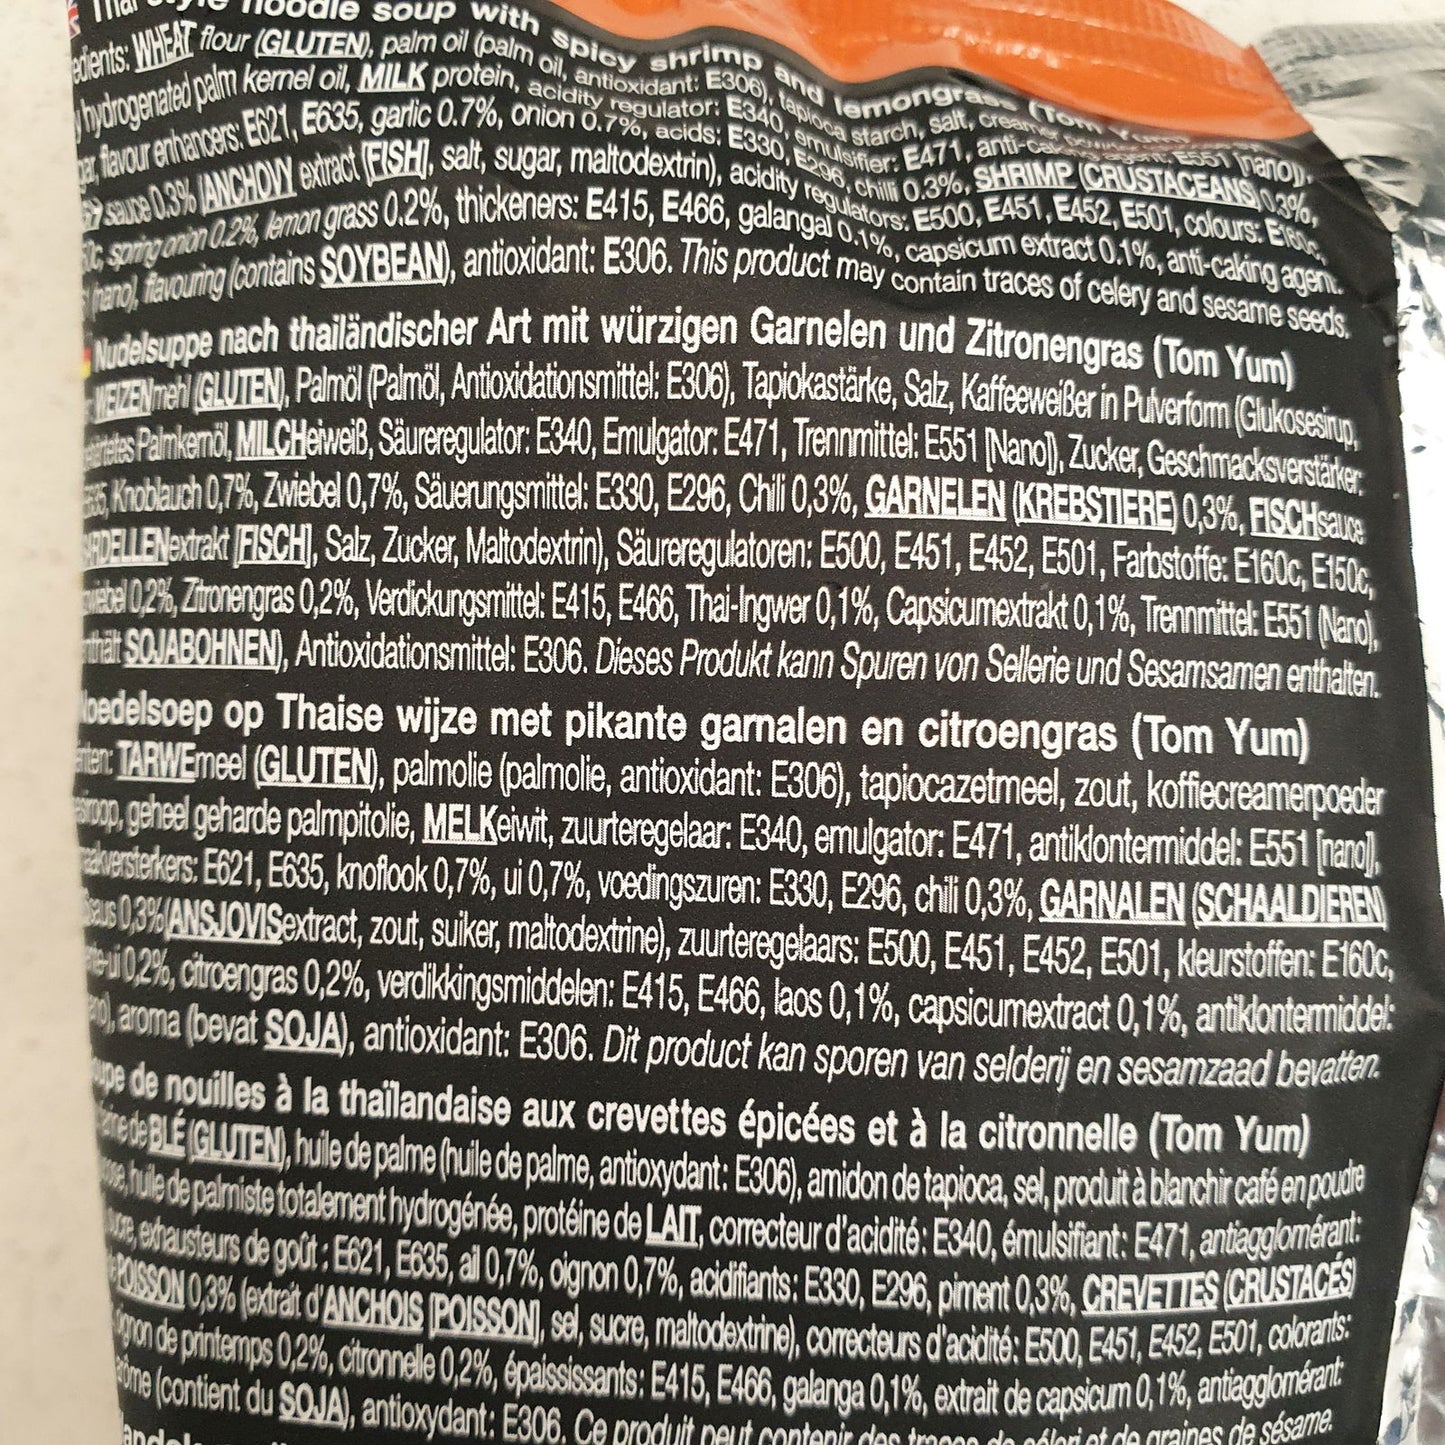 noodle soup with spicy shrimp and lemongrass (Tom
WHEAT flour (GLUTEN), palm oil (palm oil, antioxidant: E306), tapioca starch, salt, creamer powder
hydrogenated palm kernel oil, MILK protein, acidity regulator: E340, emulsifier: E471, anti-caking agent: E551 [nano]),
flavour enhancers: E621, E635, garlic 0.7%, onion 0.7%, acids: E330, E296, chilli 0.3%, SHRIMP (CRUSTACEANS) 0.3%,
sauce 0.3% (ANCHOVY extract [FISH], salt, sugar, maltodextrin), acidity regulators: E500, E451, E452, E501, colours: E160c,
spring onion 0.2%, lemon grass 0.2%, thickeners: E415, E466, galangal 0.1%, capsicum extract 0.1%, anti-caking agent:
(nano), flavouring (contains SOYBEAN), antioxidant: E306. This product may contain traces of celery and sesame seeds.
Nudelsuppe nach thailändischer Art mit würzigen Garnelen und Zitronengras (Tom Yum)
WEIZENmehl (GLUTEN), Palmöl (Palmöl, Antioxidationsmittel: E306), Tapiokastärke, Salz, Kaffeeweißer in Pulverform (Glukosesirup,
Palmkernöl, MILCHeiweiß, Säureregulator: E340, Emulgator: E471, Trennmittel: E551 [Nano]), Zucker, Geschmacksverstärker:
Knoblauch 0,7%, Zwiebel 0,7%, Säuerungsmittel: E330, E296, Chili 0,3%, GARNELEN (KREBSTIERE) 0,3%, FISCHsauce
RDELLENextrakt [FISCH], Salz, Zucker, Maltodextrin), Säureregulatoren: E500, E451, E452, E501, Farbstoffe: E160c, E150c,
0,2%, Zitronengras 0,2%, Verdickungsmittel: E415, E466, Thai-Ingwer 0,1%, Capsicumextrakt 0,1%, Trennmittel: E551 (Nano),
SOJABOHNEN), Antioxidationsmittel: E306. Dieses Produkt kann Spuren von Sellerie und Sesamsamen enthalten.
oedelsoep op Thaise wijze met pikante garnalen en citroengras (Tom Yum)
TARWEmeel (GLUTEN), palmolie (palmolie, antioxidant: E306), tapiocazetmeel, zout, koffiecreamerpoeder
geheel geharde palmpitolie, MELKeiwit, zuurteregelaar: E340, emulgator: E471, antiklontermiddel: E551 [nano]),
E621, E635, knoflook 0,7%, ui 0,7%, voedingszuren: E330, E296, chili 0,3%, GARNALEN (SCHAALDIEREN)
0,3%(ANSJOVISextract, zout, suiker, maltodextrine), zuurteregelaars: E500, E451, E452, E501, kleurstoffen: E160c,
0,2%, citroengras 0,2%, verdikkingsmiddelen: E415, E466, laos 0,1%, capsicumextract 0,1%, antiklontermiddel:
aroma (bevat SOJA), antioxidant: E306. Dit product kan sporen van selderij en sesamzaad bevatten.
de nouilles à la thaïlandaise aux crevettes épicées et à la citronnelle (Tom Yum)
de BLÉ (GLUTEN), huile de palme (huile de palme, antioxydant: E306), amidon de tapioca, sel, produit à blanchir café en poudre
huile de palmiste totalement hydrogénée, protéine de LAIT, correcteur d'acidité: E340, émulsifiant: E471, antiagglomérant:
exhausteurs de goût : E621, E635, ail 0,7%, oignon 0,7%, acidifiants: E330, E296, piment 0,3%, CREVETTES (CRUSTACÉS)
POISSON 0,3% (extrait d'ANCHOIS [POISSON], sel, sucre, maltodextrine), correcteurs d'acidité: E500, E451, E452, E501, colorants:
de printemps 0,2%, citronnelle 0,2%, épaississants: E415, E466, galanga 0,1%, extrait de capsicum 0,1%, antiagglomérant:
(contient du SOJA), antioxydant: E306. Ce produit peut contenir des traces de céleri et de graines de sésame.